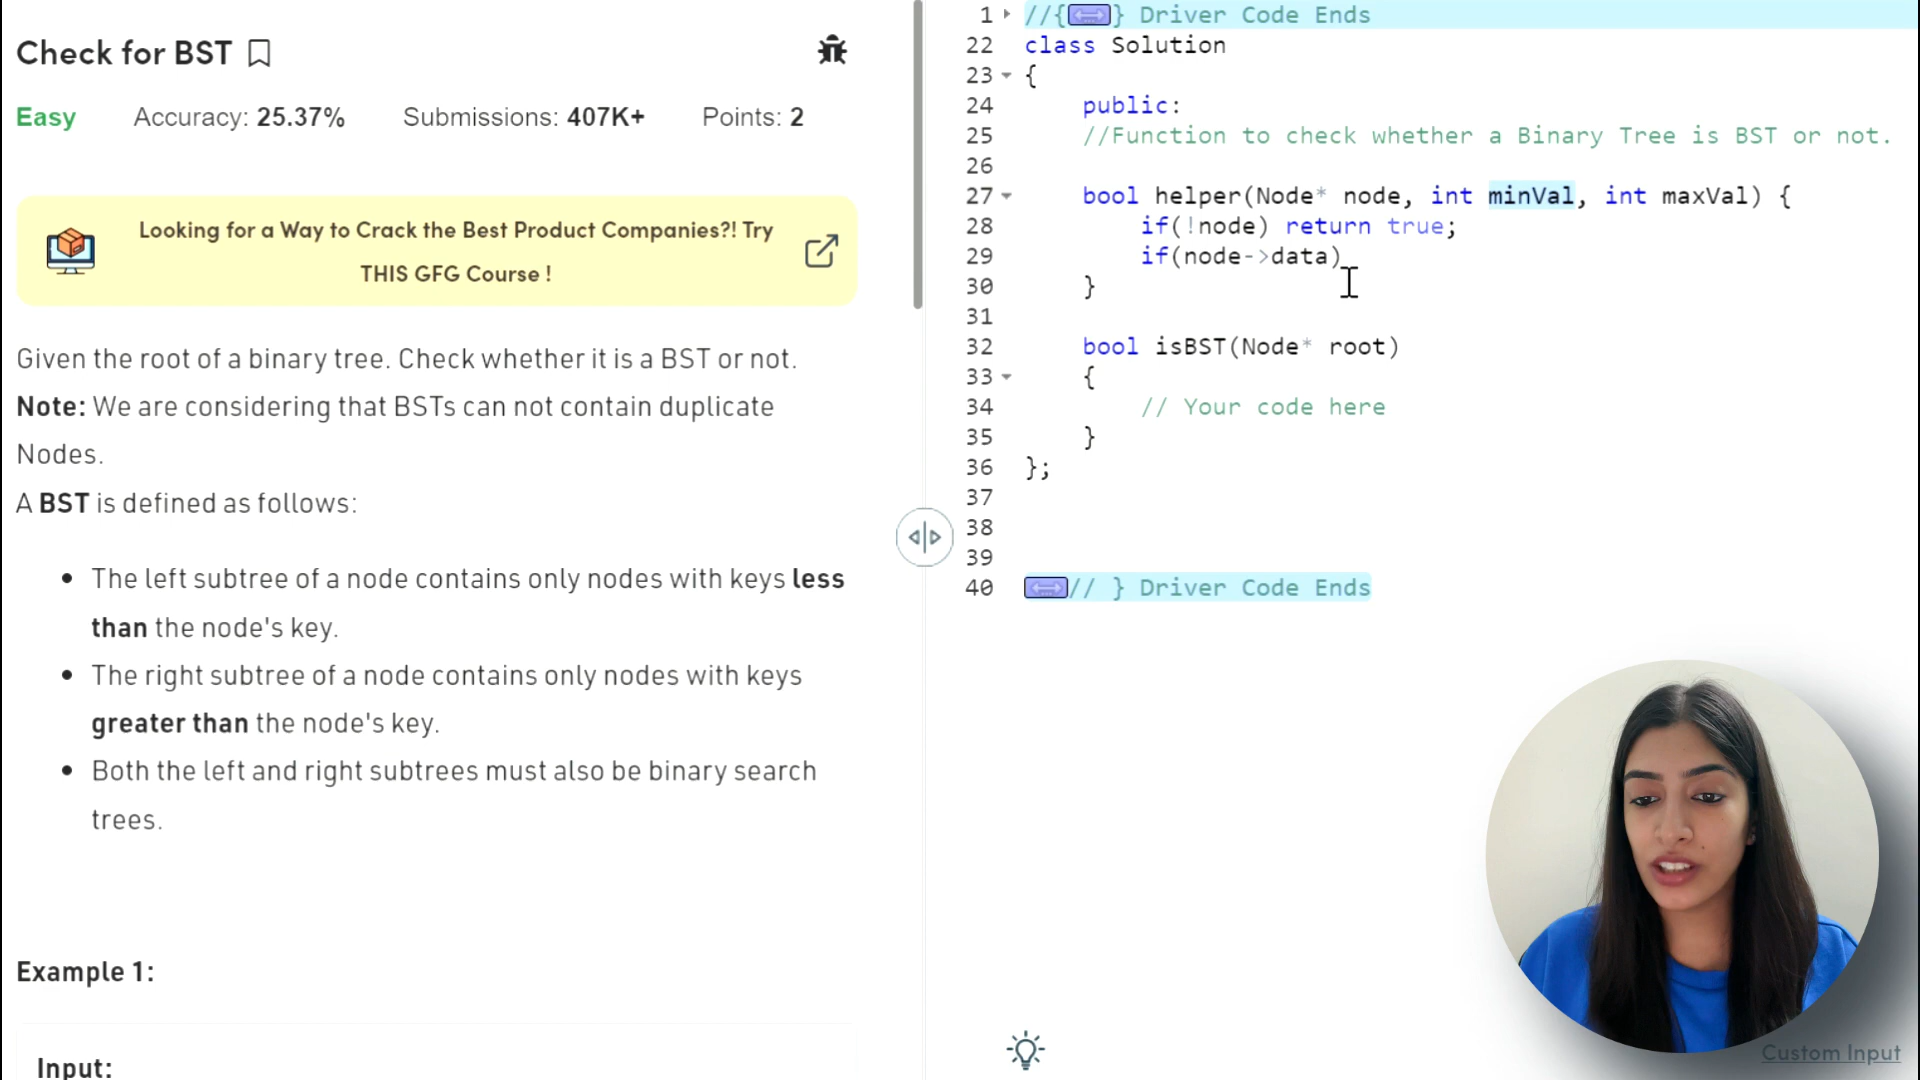 Check for BST
Easy Accuracy: 25.37% Submissions: 407K+ Points: 2
Looking for a Way to Crack the Best Product Companies?! Try
THIS GFG Course !
Given the root of a binary tree. Check whether it is a BST or not.
Note: We are considering that BSTs can not contain duplicate
Nodes.
A BST is defined as follows:
• The left subtree of a node contains only nodes with keys less
than the node's key.
• The right subtree of a node contains only nodes with keys
greater than the node's key.
• Both the left and right subtrees must also be binary search
trees.
Example 1:
Input:
1 //{ } Driver Code Ends
22 class Solution
23 {
24 public:
25 //Function to check whether a Binary Tree is BST or not.
26
27 bool helper(Node* node, int minVal, int maxVal) {
28 if(!node) return true;
29 if(node->data)
30 }
31
32 bool isBST(Node* root)
33 {
34 // Your code here
35 }
36 };
37
38
39
40 // } Driver Code Ends
Custom Input